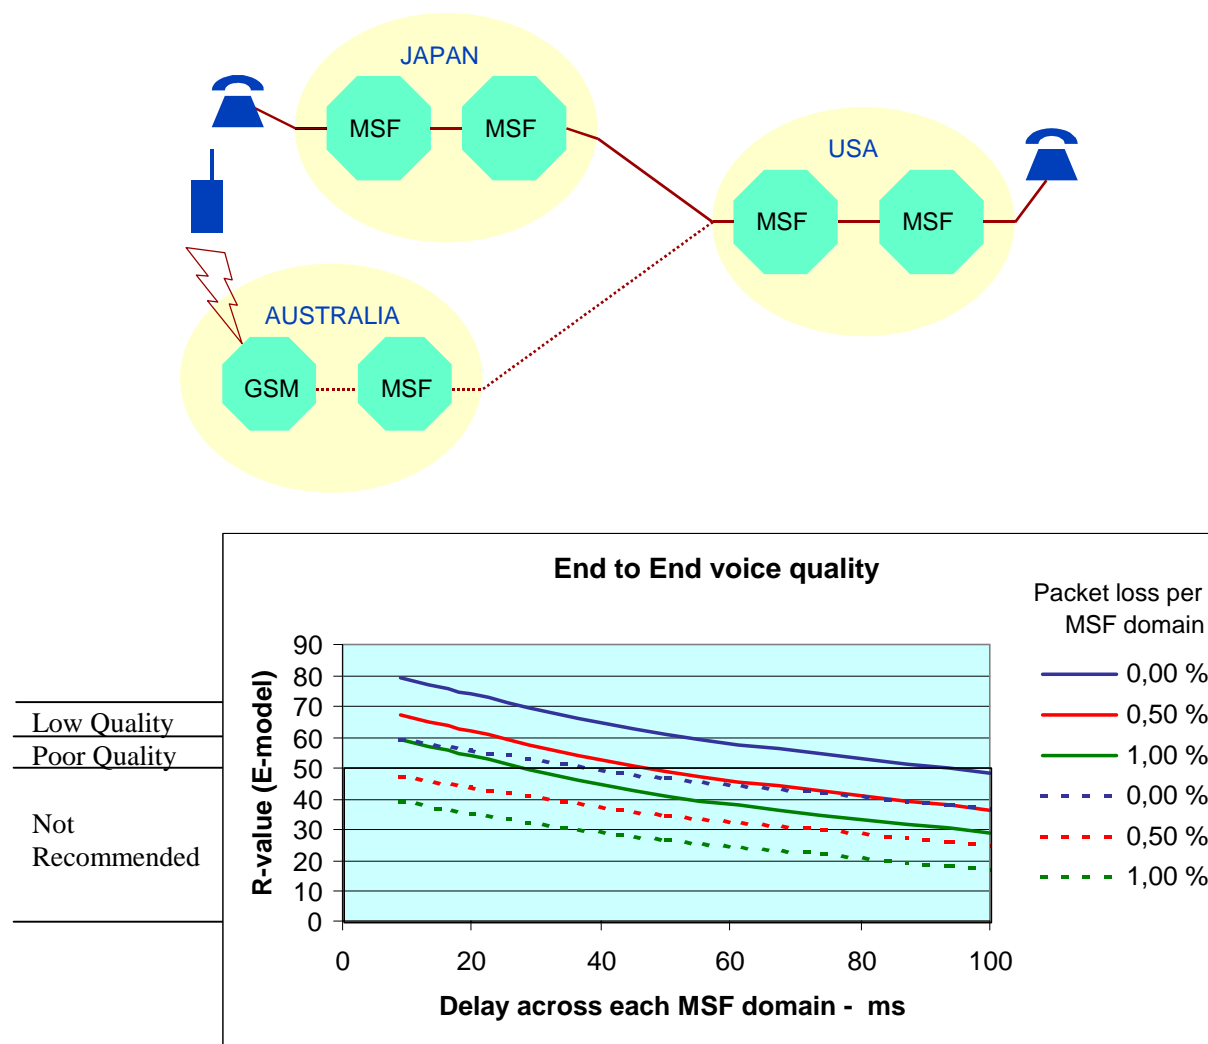 JAPAN
MSF
MSF
USA
MSF
MSF
AUSTRALIA
GSM
MSF
End to End voice quality
Packet loss per
MSF domain
0,00 %
0,50 %
1,00 %
0,00 %
0,50 %
1,00 %
Low Quality
Poor Quality
Not
Recommended
R-value (E-model)
90
80
70
60
50
40
30
20
10
0
0 20 40 60 80 100
Delay across each MSF domain - ms